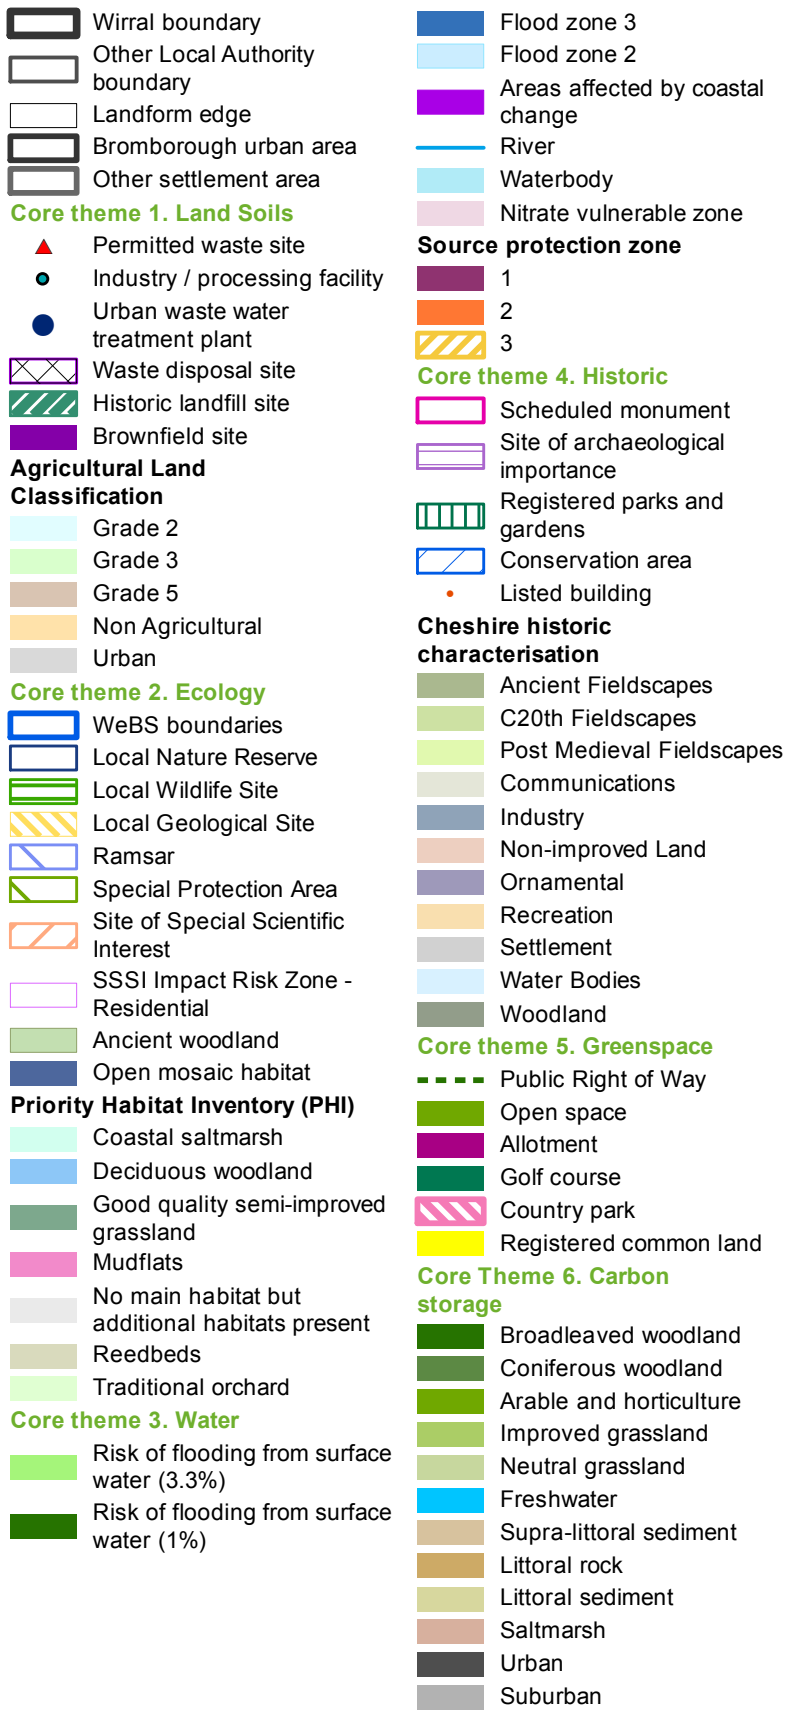 Wirral boundary
Other Local Authority
boundary
Landform edge
Bromborough urban area
Other settlement area
Core theme 1. Land Soils
Permitted waste site
Industry / processing facility
Urban waste water
treatment plant
Waste disposal site
Historic landfill site
Brownfield site
Agricultural Land
Classification
Grade 2
Grade 3
Grade 5
Non Agricultural
Urban
Core theme 2. Ecology
WeBS boundaries
Local Nature Reserve
Local Wildlife Site
Local Geological Site
Ramsar
Special Protection Area
Site of Special Scientific
Interest
SSSI Impact Risk Zone -
Residential
Ancient woodland
Open mosaic habitat
Priority Habitat Inventory (PHI)
Coastal saltmarsh
Deciduous woodland
Good quality semi-improved
grassland
Mudflats
No main habitat but
additional habitats present
Reedbeds
Traditional orchard
Core theme 3. Water
Risk of flooding from surface
water (3.3%)
Risk of flooding from surface
water (1%)
Flood zone 3
Flood zone 2
Areas affected by coastal
change
River
Waterbody
Nitrate vulnerable zone
Source protection zone
1
2
3
Core theme 4. Historic
Scheduled monument
Site of archaeological
importance
Registered parks and
gardens
Conservation area
Listed building
Cheshire historic
characterisation
Ancient Fieldscapes
C20th Fieldscapes
Post Medieval Fieldscapes
Communications
Industry
Non-improved Land
Ornamental
Recreation
Settlement
Water Bodies
Woodland
Core theme 5. Greenspace
Public Right of Way
Open space
Allotment
Golf course
Country park
Registered common land
Core Theme 6. Carbon
storage
Broadleaved woodland
Coniferous woodland
Arable and horticulture
Improved grassland
Neutral grassland
Freshwater
Supra-littoral sediment
Littoral rock
Littoral sediment
Saltmarsh
Urban
Suburban